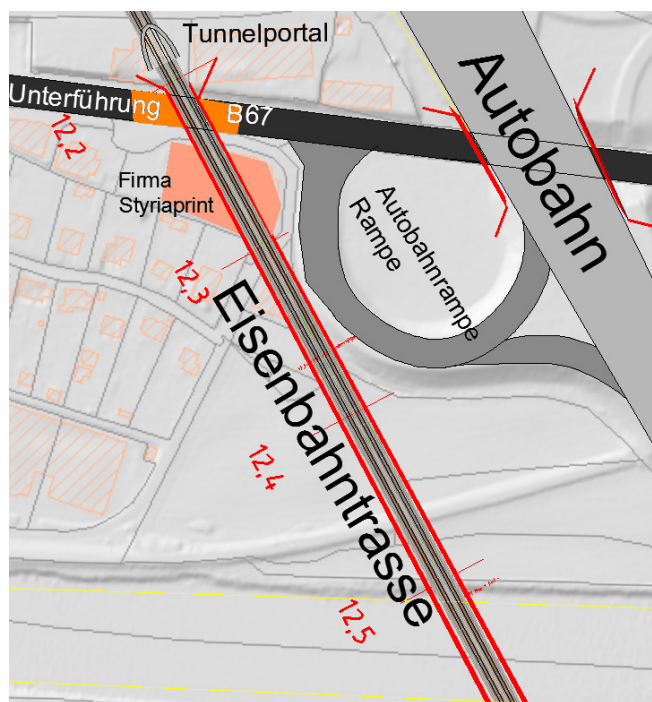 Tunnelportal
Unterführung B67
12,2
Firma
Styriaprint
Autobahn
Autobahnrampe
Rampe
12,3
Eisenbahntrasse
12,4
12,5